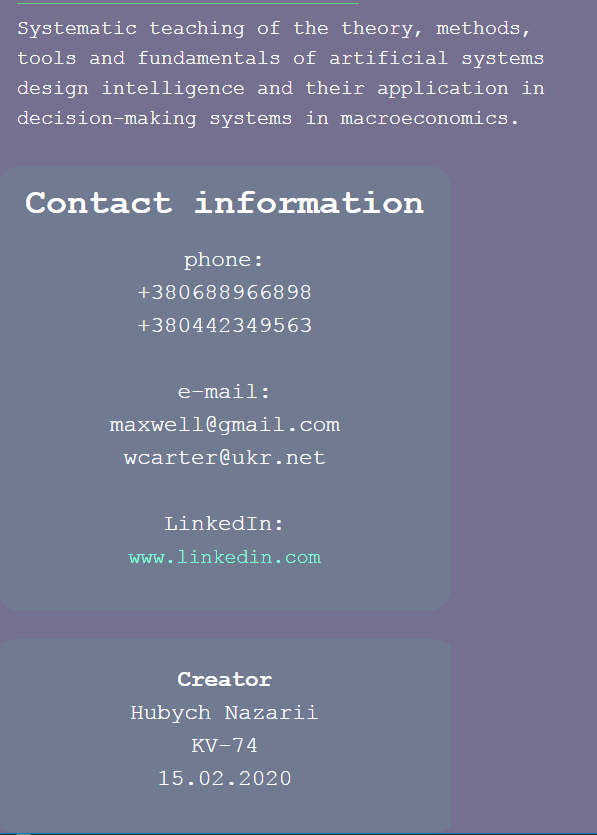 Systematic teaching of the theory, methods,
tools and fundamentals of artificial systems
design intelligence and their application in
decision-making systems in macroeconomics.
Contact information
phone:
+380688966898
+380442349563
e-mail:
maxwell@gmail.com
wcarter@ukr.net
LinkedIn:
www.linkedin.com
Creator
Hubych Nazarii
KV-74
15.02.2020